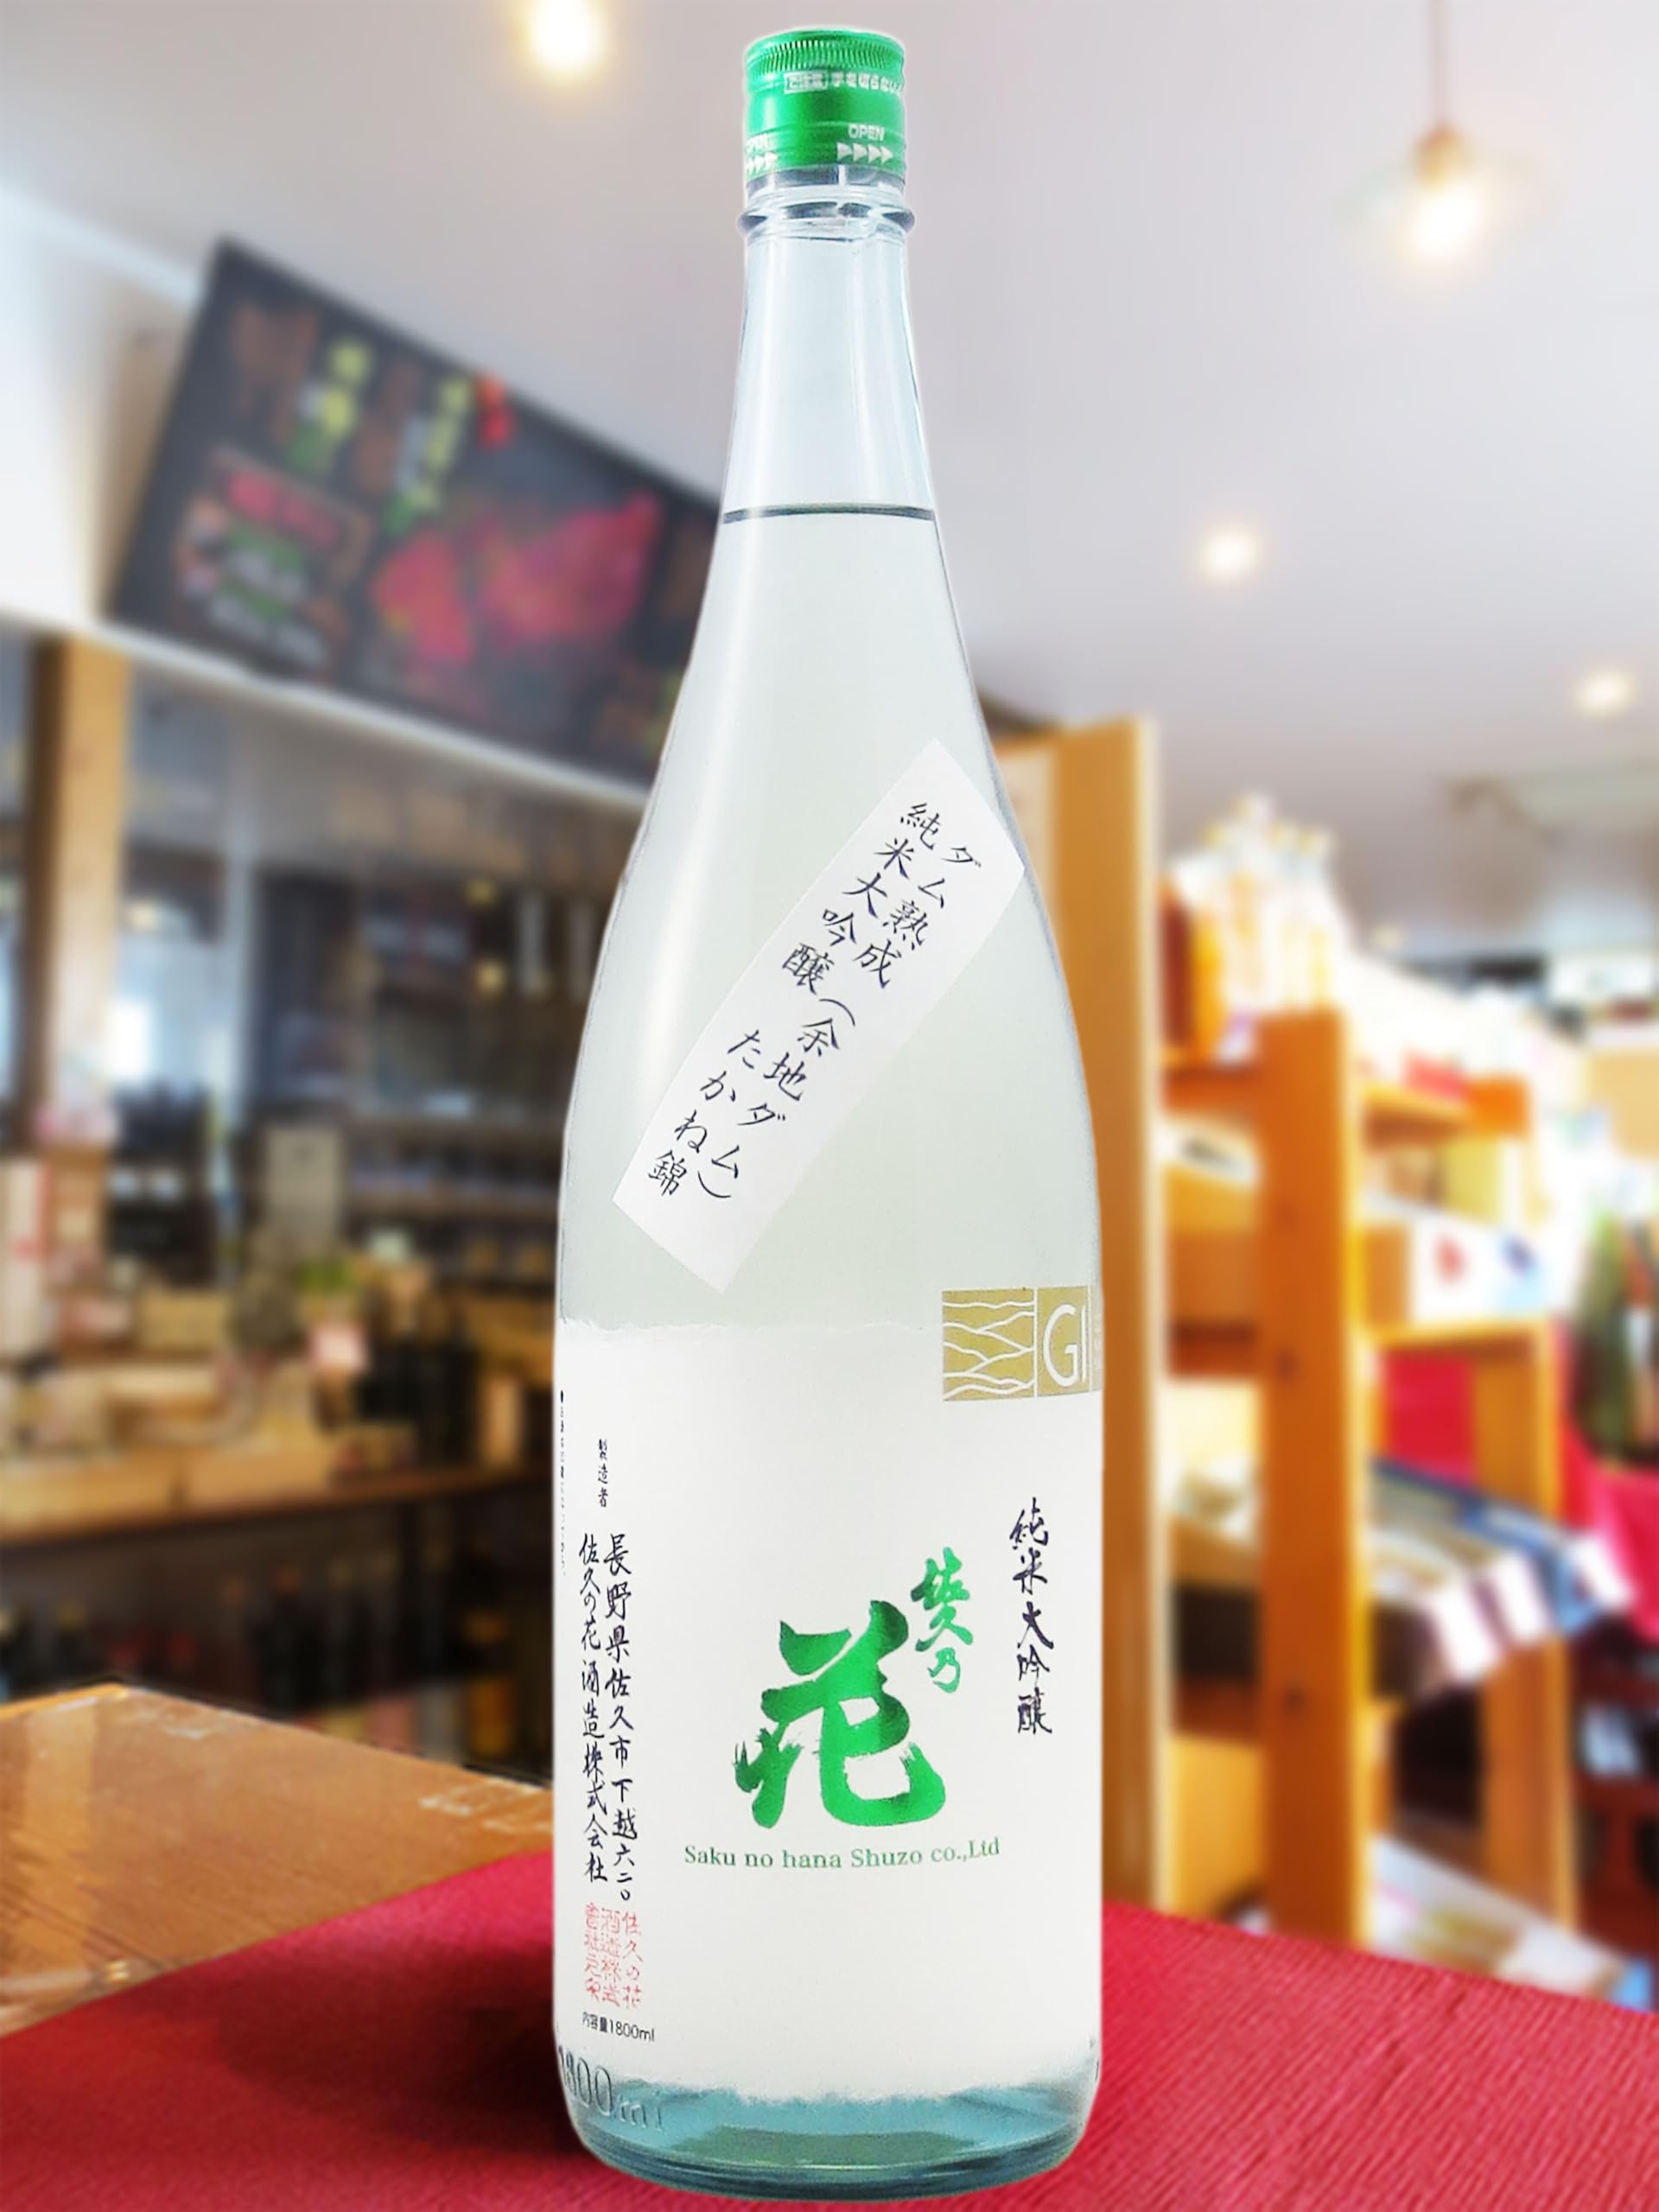 OPEN
ダム熟成
純米大吟醸(余地ダム)
たかね錦
GI
純米大吟醸
佐久乃
花
Saku no hana Shuzo co.,Ltd
製造者
長野県佐久市下越六二〇
佐久の花酒造株式会社
内容量1800ml
1800ml